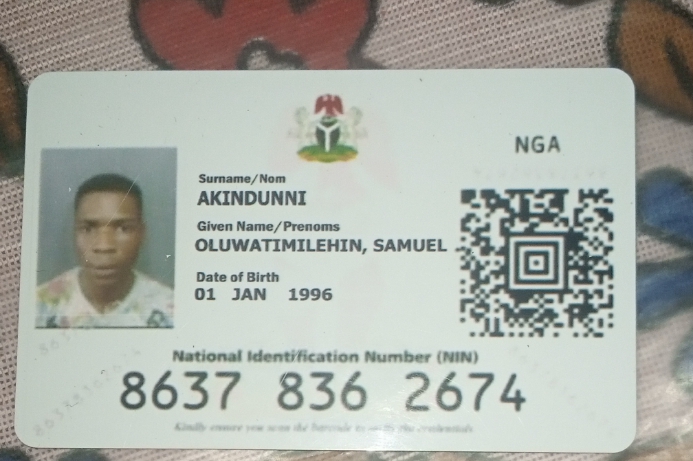 NGA
Surname/Nom
AKINDUNNI
Given Name/Prenoms
OLUWATIMILEHIN, SAMUEL
Date of Birth
01 JAN 1996
National Identification Number (NIN)
8637 836 2674
Kindly ensure you scan the barcode to verify the credentials